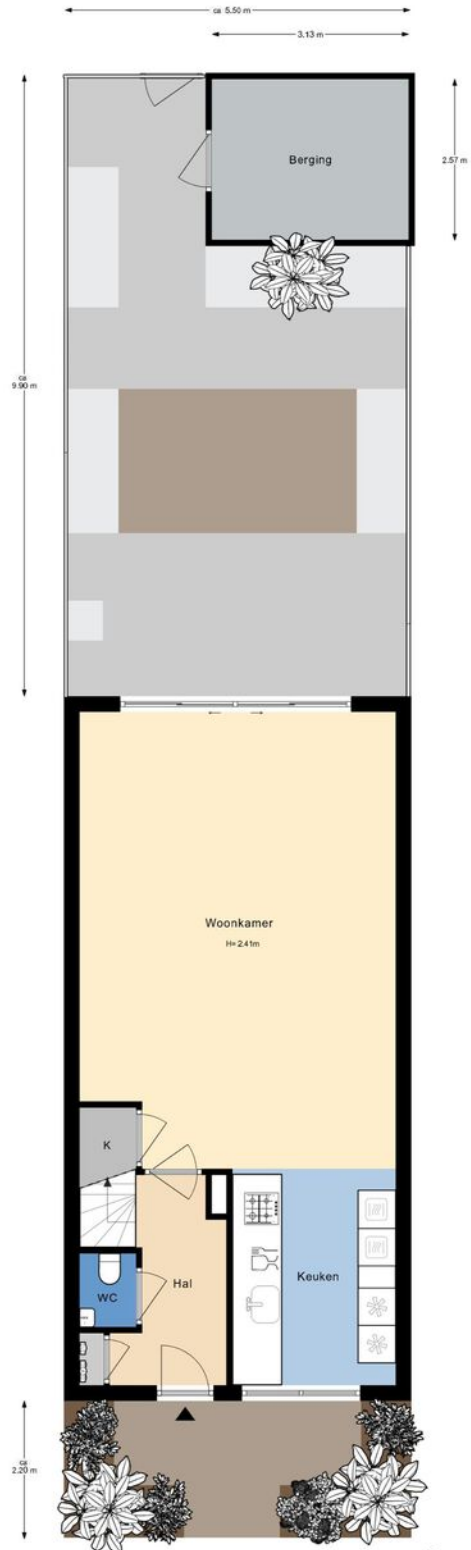 ca 5.50 m
3.13 m
Berging
2.57 m
ca
9.90 m
Woonkamer
H= 2.41m
K
WC
Hal
Keuken
ca
2.20 m